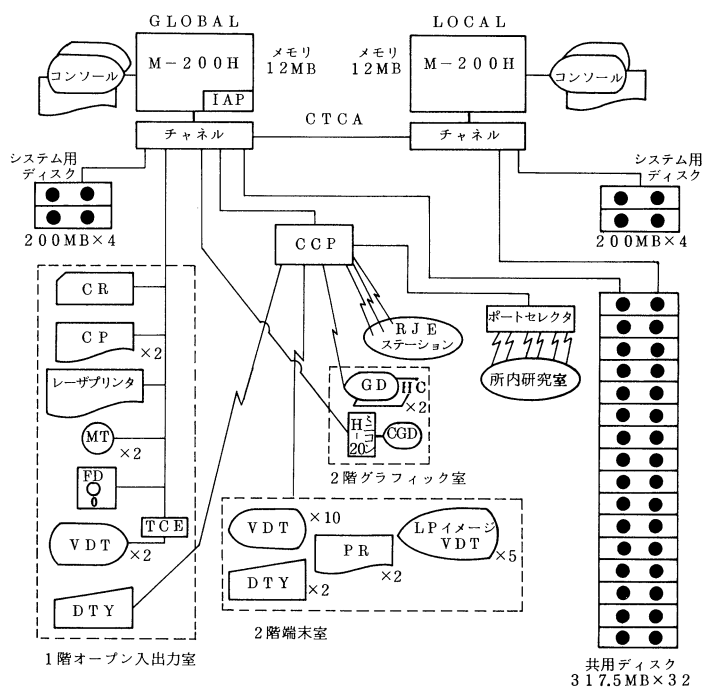 GLOBAL
LOCAL
M-200H
メモリ
12MB
IAP
メモリ
12MB
M-200H
コンソール
コンソール
チャネル
CTCA
チャネル
システム用
ディスク
200MB×4
システム用
ディスク
200MB×4
CCP
CR
CP
×2
レーザプリンタ
MT
×2
FD
TCE
VDT
×2
DTY
1階オープン入出力室
RJE
ステーション
ポートセレクタ
所内研究室
GD
HC
×2
H-20
ミニコン
CGD
2階グラフィック室
VDT
×10
PR
×2
LPイメージ
VDT
×5
DTY
×2
2階端末室
共用ディスク
317.5MB×32